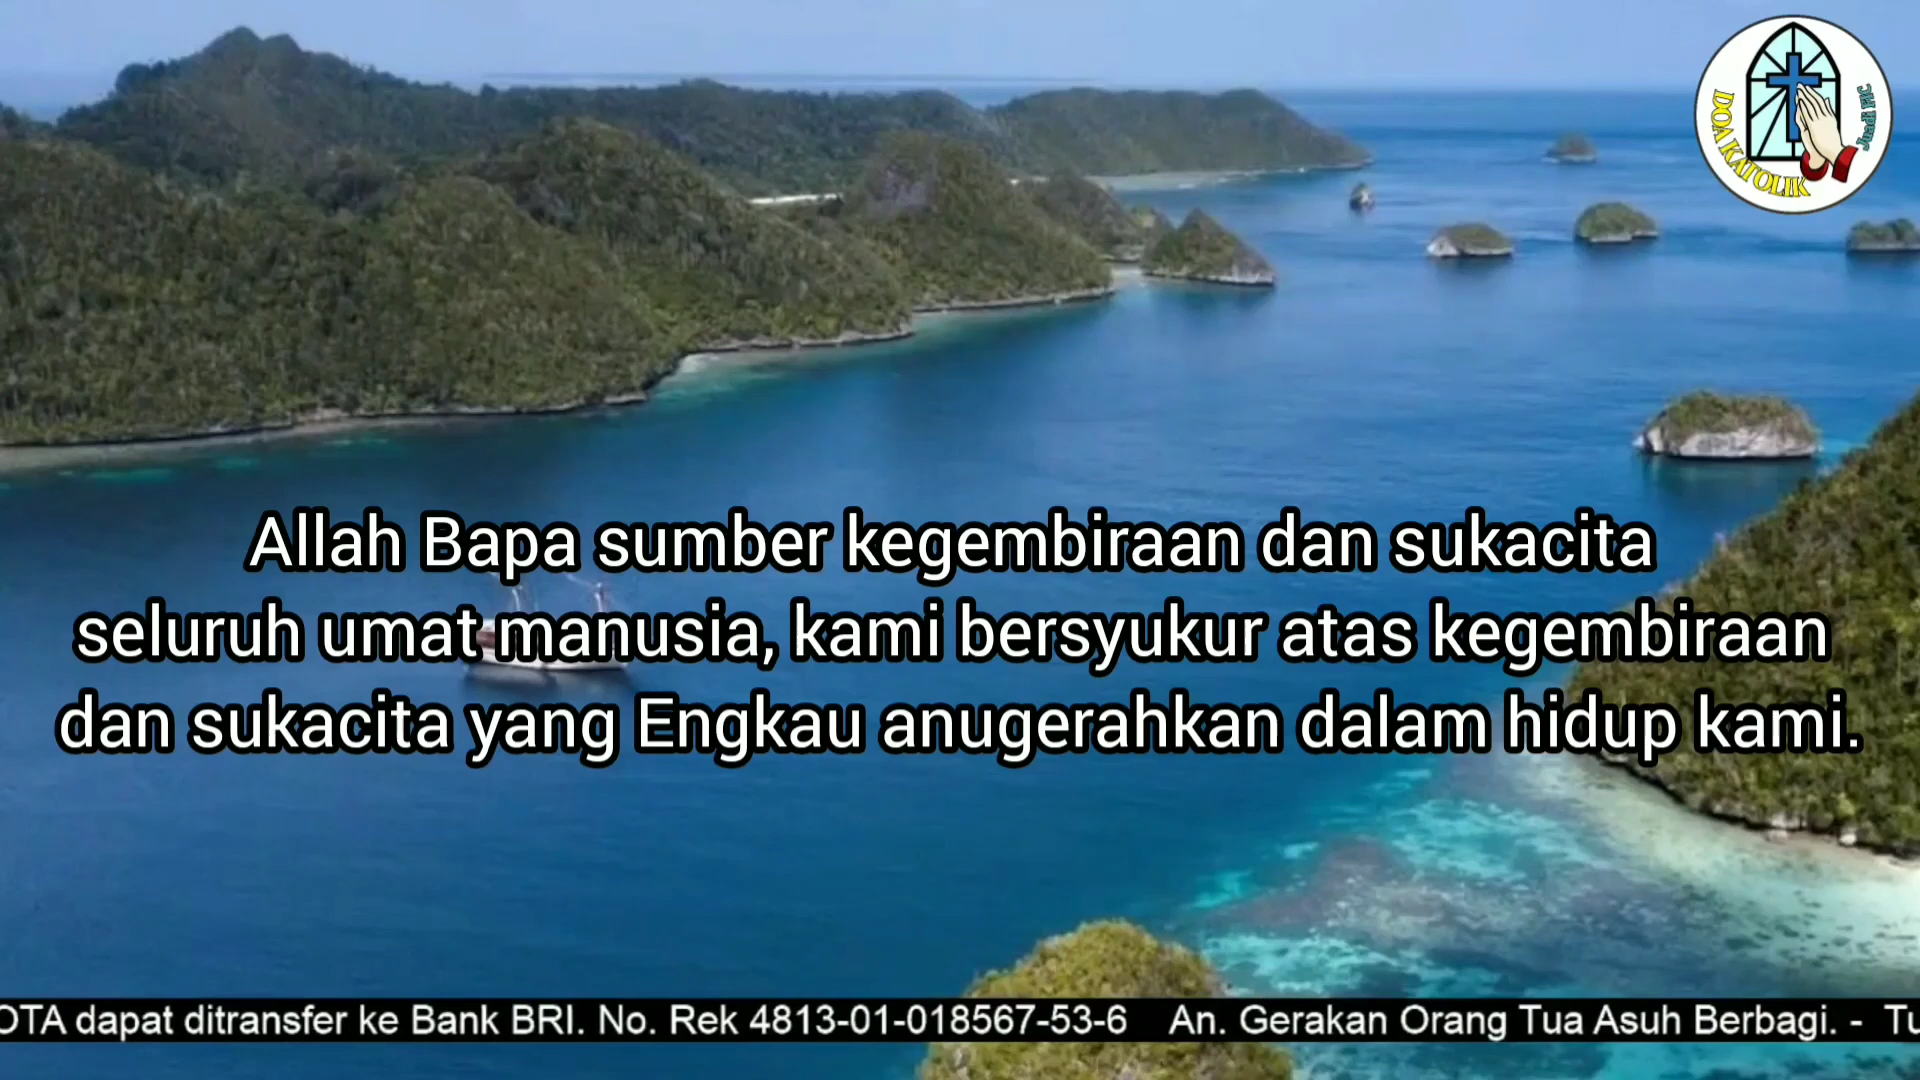 DOA KATOLIK
Juadi FIC
Allah Bapa sumber kegembiraan dan sukacita
seluruh umat manusia, kami bersyukur atas kegembiraan
dan sukacita yang Engkau anugerahkan dalam hidup kami.
OTA dapat ditransfer ke Bank BRI. No. Rek 4813-01-018567-53-6 An. Gerakan Orang Tua Asuh Berbagi. - Tu